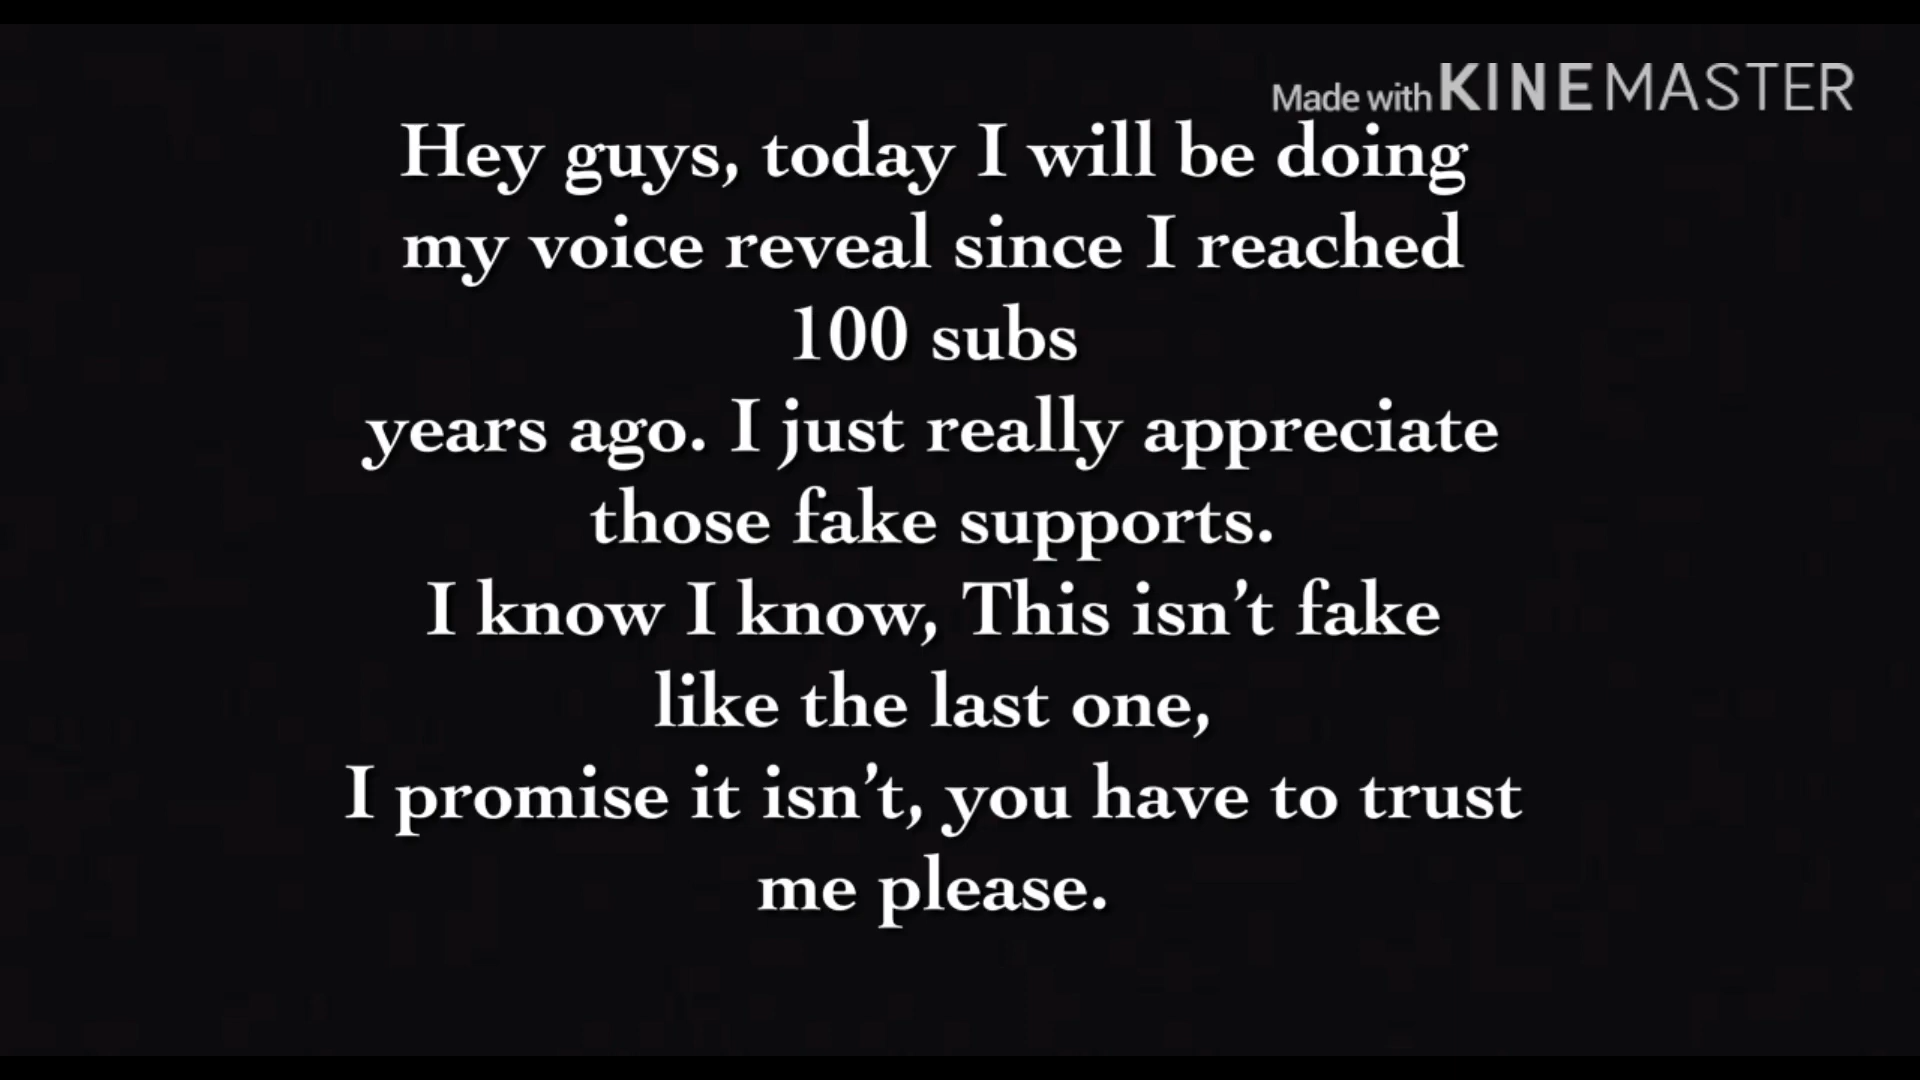 Made with KINEMASTER
Hey guys, today I will be doing
my voice reveal since I reached
100 subs
years ago. I just really appreciate
those fake supports.
I know I know, This isn’t fake
like the last one,
I promise it isn’t, you have to trust
me please.